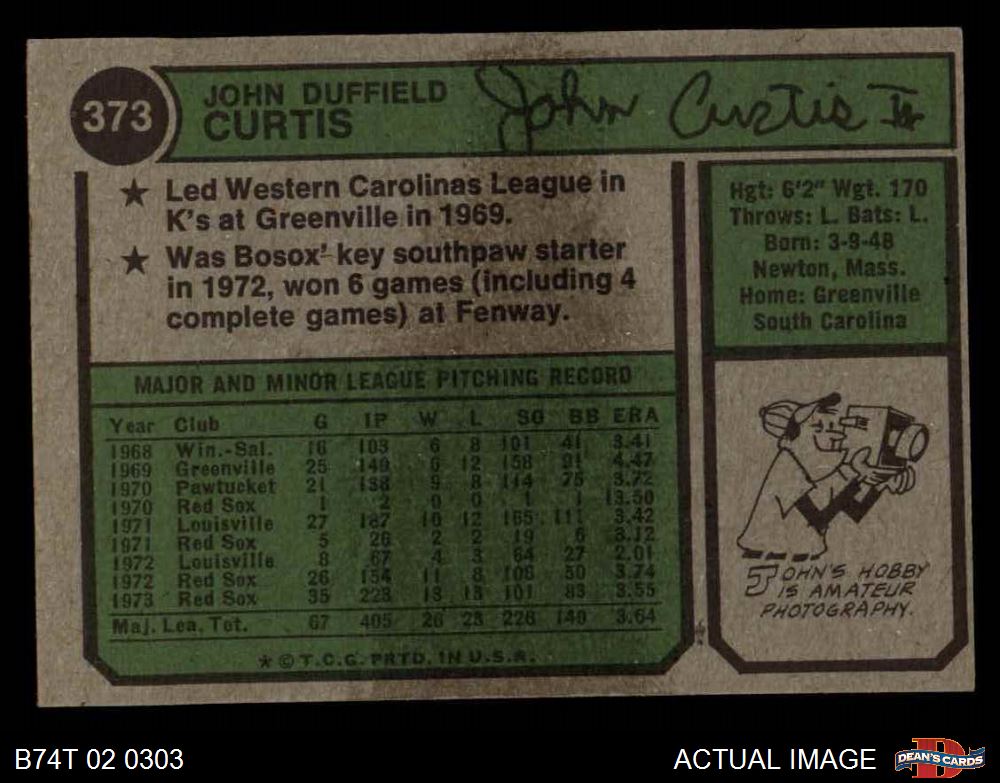 373
JOHN DUFFIELD
CURTIS
John Curtis II
★ Led Western Carolinas League in
K's at Greenville in 1969.
★ Was Bosox' key southpaw starter
in 1972, won 6 games (including 4
complete games) at Fenway.
Hgt: 6'2" Wgt. 170
Throws: L. Bats: L.
Born: 3-9-48
Newton, Mass.
Home: Greenville
South Carolina
MAJOR AND MINOR LEAGUE PITCHING RECORD
Year Club G IP W L SO BB ERA
1968 Win.-Sal. 16 103 6 8 101 41 3.41
1969 Greenville 25 149 6 12 158 91 4.47
1970 Pawtucket 21 138 9 8 114 75 3.72
1970 Red Sox 1 2 0 0 1 1 13.50
1971 Louisville 27 187 10 12 165 111 3.42
1971 Red Sox 5 26 2 2 19 6 3.12
1972 Louisville 8 67 4 3 64 27 2.01
1972 Red Sox 26 154 11 8 106 50 3.74
1973 Red Sox 35 223 13 13 101 83 3.55
Maj. Lea. Tot. 67 405 26 23 226 140 3.64
★ © T.C.G. PRTD. IN U.S.A.
JOHN'S HOBBY
IS AMATEUR
PHOTOGRAPHY.
B74T 02 0303
ACTUAL IMAGE
D
DEAN'S CARDS